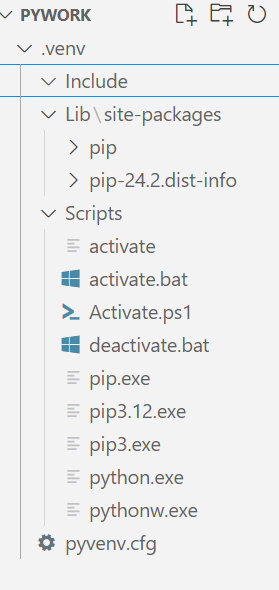 PYWORK
.venv
Include
Lib\site-packages
pip
pip-24.2.dist-info
Scripts
activate
activate.bat
Activate.ps1
deactivate.bat
pip.exe
pip3.12.exe
pip3.exe
python.exe
pythonw.exe
pyvenv.cfg